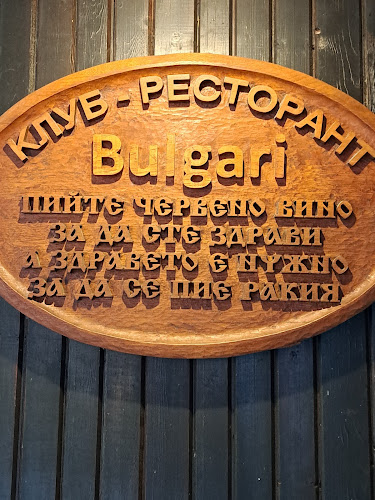 КЛУБ - РЕСТОРАНТ
Bulgari
ПИЙТЕ ЧЕРВЕНО ВИНО
ЗА ДА СТЕ ЗДРАВИ
А ЗДРАВЕТО Е НУЖНО
ЗА ДА СЕ ПИЕ РАКИЯ